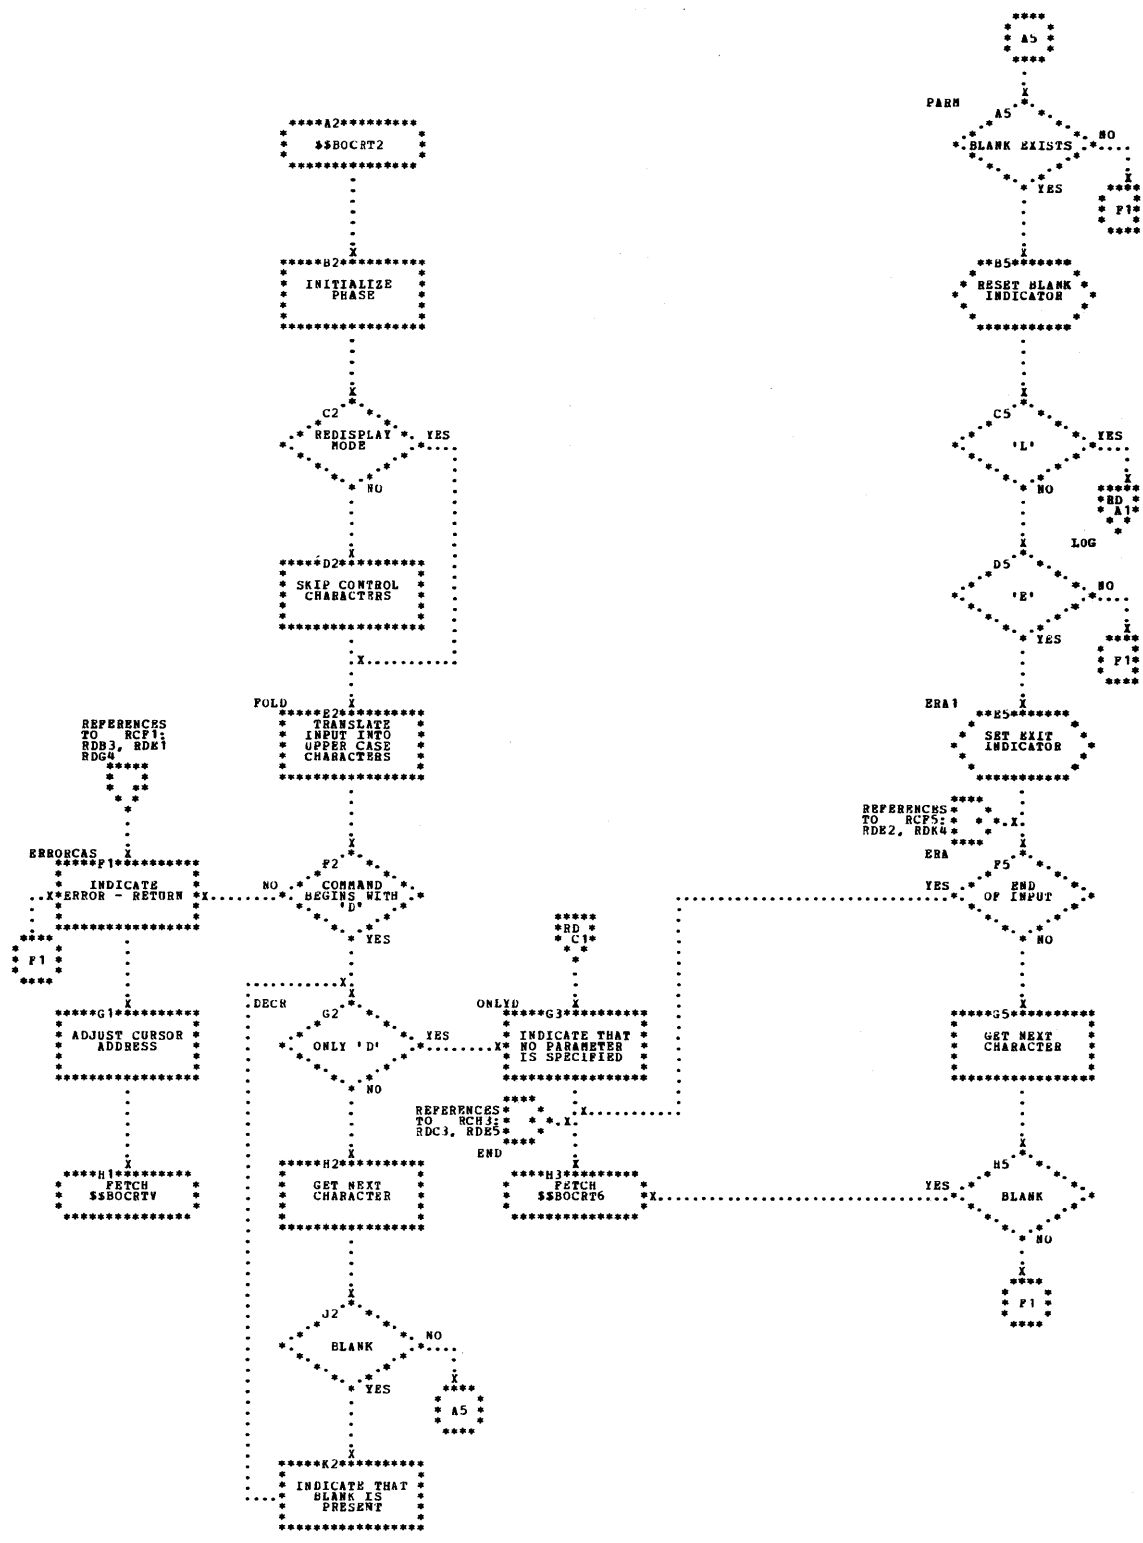 A5
PARM
A5
BLANK EXISTS
NO
YES
F1
A2
$$BOCRT2
B2
INITIALIZE
PHASE
B5
RESET BLANK
INDICATOR
C2
REDISPLAY
MODE
YES
NO
C5
'L'
YES
NO
RD
A1
LOG
D2
SKIP CONTROL
CHARACTERS
D5
'E'
NO
YES
F1
FOLD
E2
TRANSLATE
INPUT INTO
UPPER CASE
CHARACTERS
ERA1
E5
SET EXIT
INDICATOR
REFERENCES
TO RCF1:
RDB3, RDE1
RDG4
REFERENCES
TO RCF5:
RDE2, RDK4
ERRORCAS
F1
INDICATE
ERROR - RETURN
F1
F2
COMMAND
BEGINS WITH
'D'
NO
YES
ERA
F5
END
OF INPUT
YES
NO
RD
C1
G1
ADJUST CURSOR
ADDRESS
DECR
G2
ONLY 'D'
YES
NO
ONLYD
G3
INDICATE THAT
NO PARAMETER
IS SPECIFIED
G5
GET NEXT
CHARACTER
REFERENCES
TO RCH3:
RDC3, RDE5
END
H1
FETCH
$$BOCRTV
H2
GET NEXT
CHARACTER
H3
FETCH
$$BOCRT6
H5
BLANK
YES
NO
F1
J2
BLANK
NO
YES
A5
K2
INDICATE THAT
BLANK IS
PRESENT